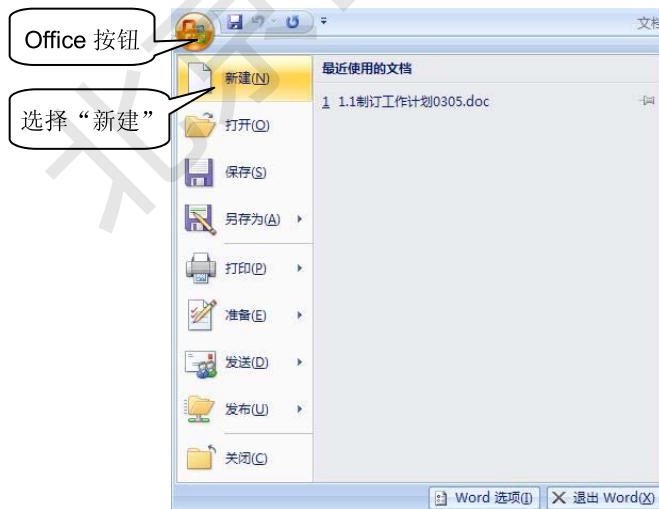 Office 按钮
文档
选择“新建”
新建(N)
打开(O)
保存(S)
另存为(A)
打印(P)
准备(E)
发送(D)
发布(U)
关闭(C)
最近使用的文档
1 1.1制订工作计划0305.doc
Word 选项(I)
退出 Word(X)